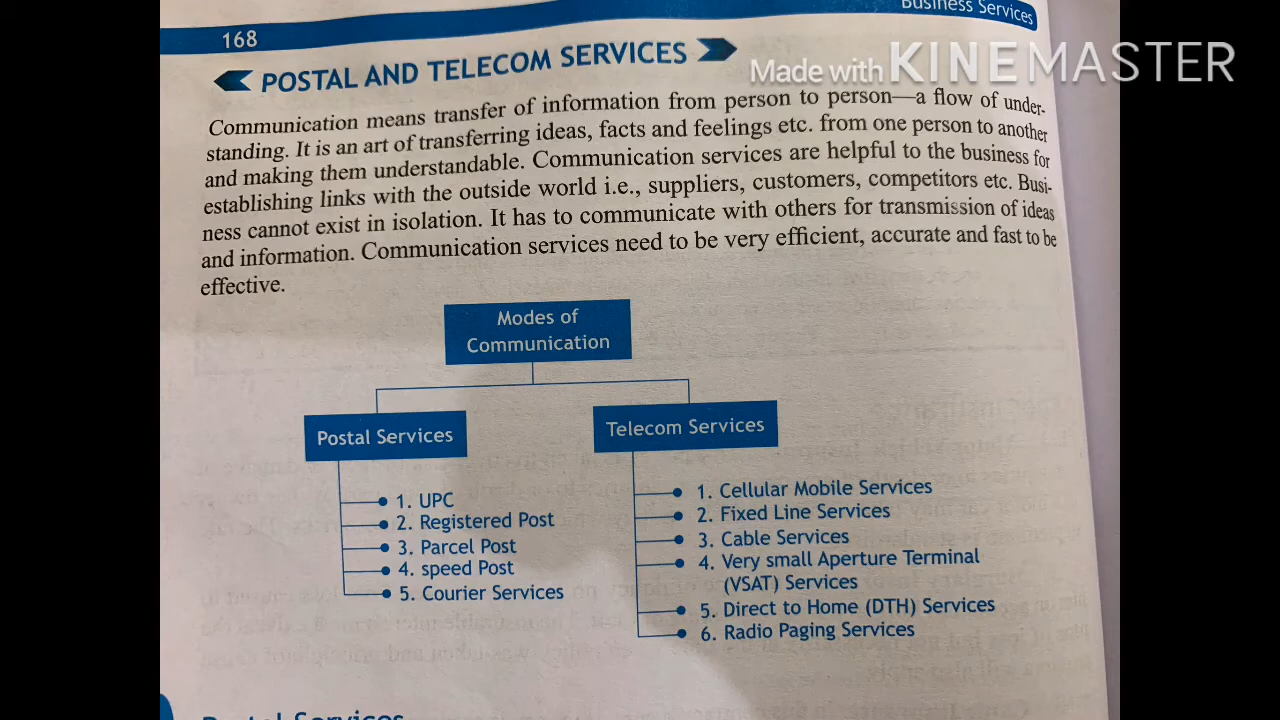 Business Services
168
POSTAL AND TELECOM SERVICES
Made with KINEMASTER
Communication means transfer of information from person to person—a flow of under-
standing. It is an art of transferring ideas, facts and feelings etc. from one person to another
and making them understandable. Communication services are helpful to the business for
establishing links with the outside world i.e., suppliers, customers, competitors etc. Busi-
ness cannot exist in isolation. It has to communicate with others for transmission of ideas
and information. Communication services need to be very efficient, accurate and fast to be
effective.
Modes of
Communication
Postal Services
1. UPC
2. Registered Post
3. Parcel Post
4. speed Post
5. Courier Services
Telecom Services
1. Cellular Mobile Services
2. Fixed Line Services
3. Cable Services
4. Very small Aperture Terminal
(VSAT) Services
5. Direct to Home (DTH) Services
6. Radio Paging Services
Postal Services